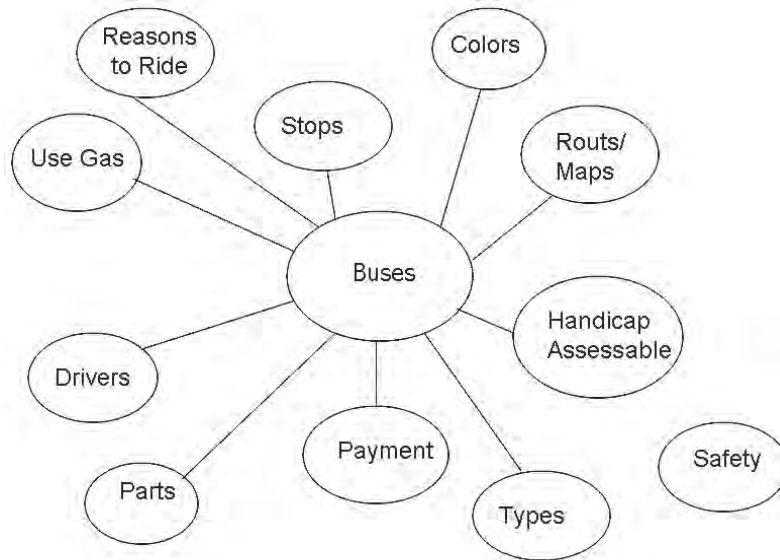 Reasons
to Ride
Colors
Stops
Use Gas
Routs/
Maps
Buses
Handicap
Assessable
Drivers
Payment
Safety
Parts
Types